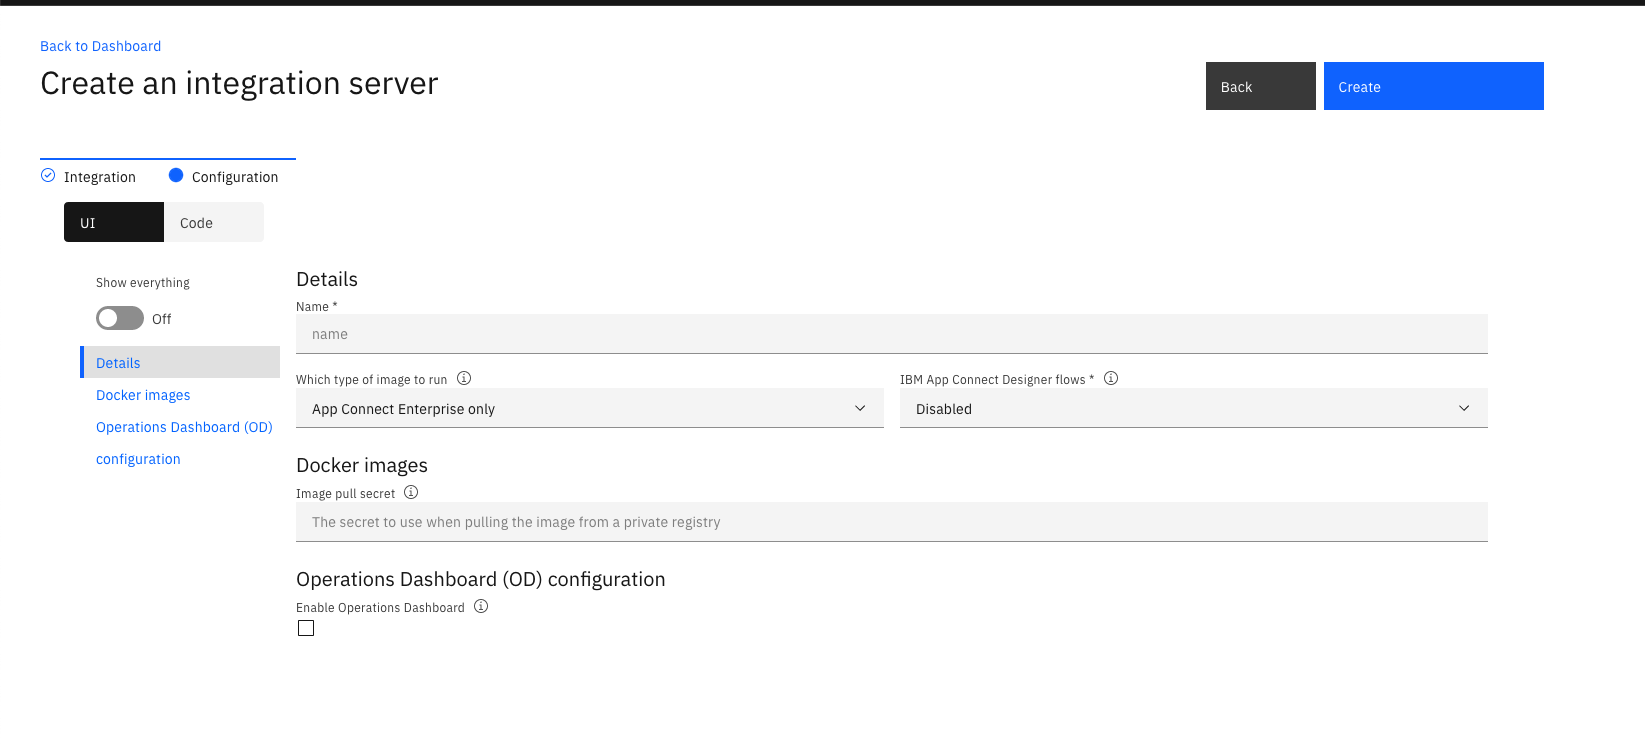 Back to Dashboard
Create an integration server
Back
Create
Integration
Configuration
UI
Code
Show everything
Off
Details
Docker images
Operations Dashboard (OD)
configuration
Details
Name *
name
Which type of image to run
IBM App Connect Designer flows *
App Connect Enterprise only
Disabled
Docker images
Image pull secret
The secret to use when pulling the image from a private registry
Operations Dashboard (OD) configuration
Enable Operations Dashboard